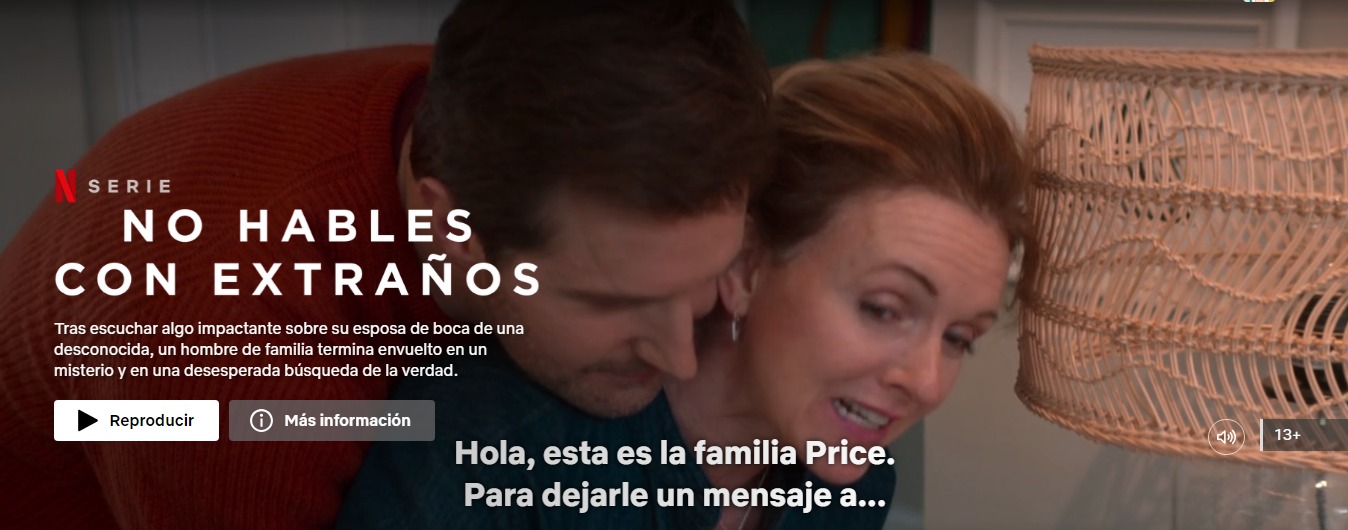 N SERIE
NO HABLES
CON EXTRAÑOS
Tras escuchar algo impactante sobre su esposa de boca de una
desconocida, un hombre de familia termina envuelto en un
misterio y en una desesperada búsqueda de la verdad.
Reproducir
Más información
13+
Hola, esta es la familia Price.
Para dejarle un mensaje a...